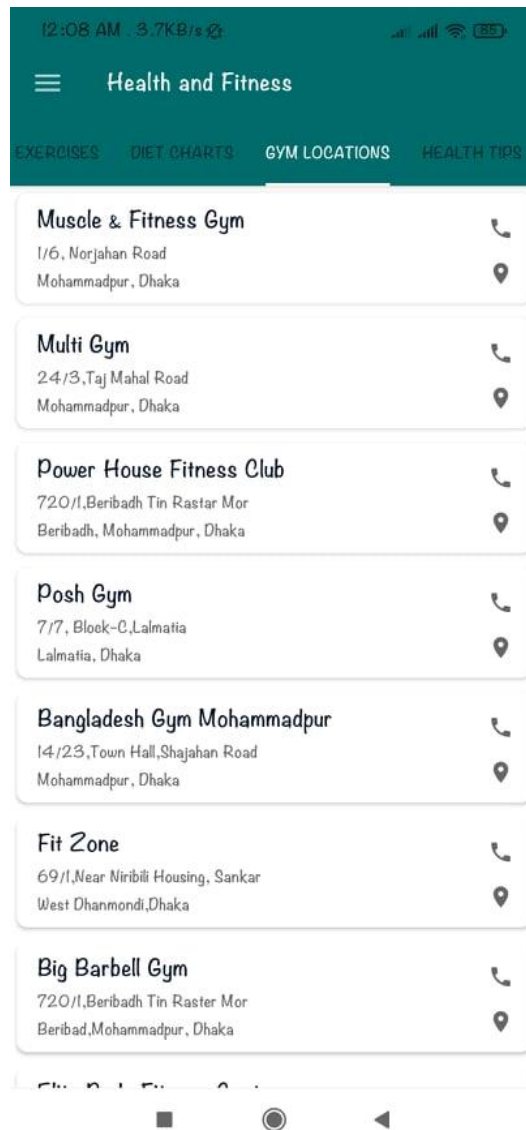 12:08 AM . 3.7KB/s
85
Health and Fitness
EXERCISES DIET CHARTS GYM LOCATIONS HEALTH TIPS
Muscle & Fitness Gym
1/6, Norjahan Road
Mohammadpur, Dhaka
Multi Gym
24/3,Taj Mahal Road
Mohammadpur, Dhaka
Power House Fitness Club
720/1,Beribadh Tin Rastar Mor
Beribadh, Mohammadpur, Dhaka
Posh Gym
7/7, Block-C,Lalmatia
Lalmatia, Dhaka
Bangladesh Gym Mohammadpur
14/23,Town Hall,Shajahan Road
Mohammadpur, Dhaka
Fit Zone
69/1,Near Niribili Housing, Sankar
West Dhanmondi,Dhaka
Big Barbell Gym
720/1,Beribadh Tin Raster Mor
Beribad,Mohammadpur, Dhaka